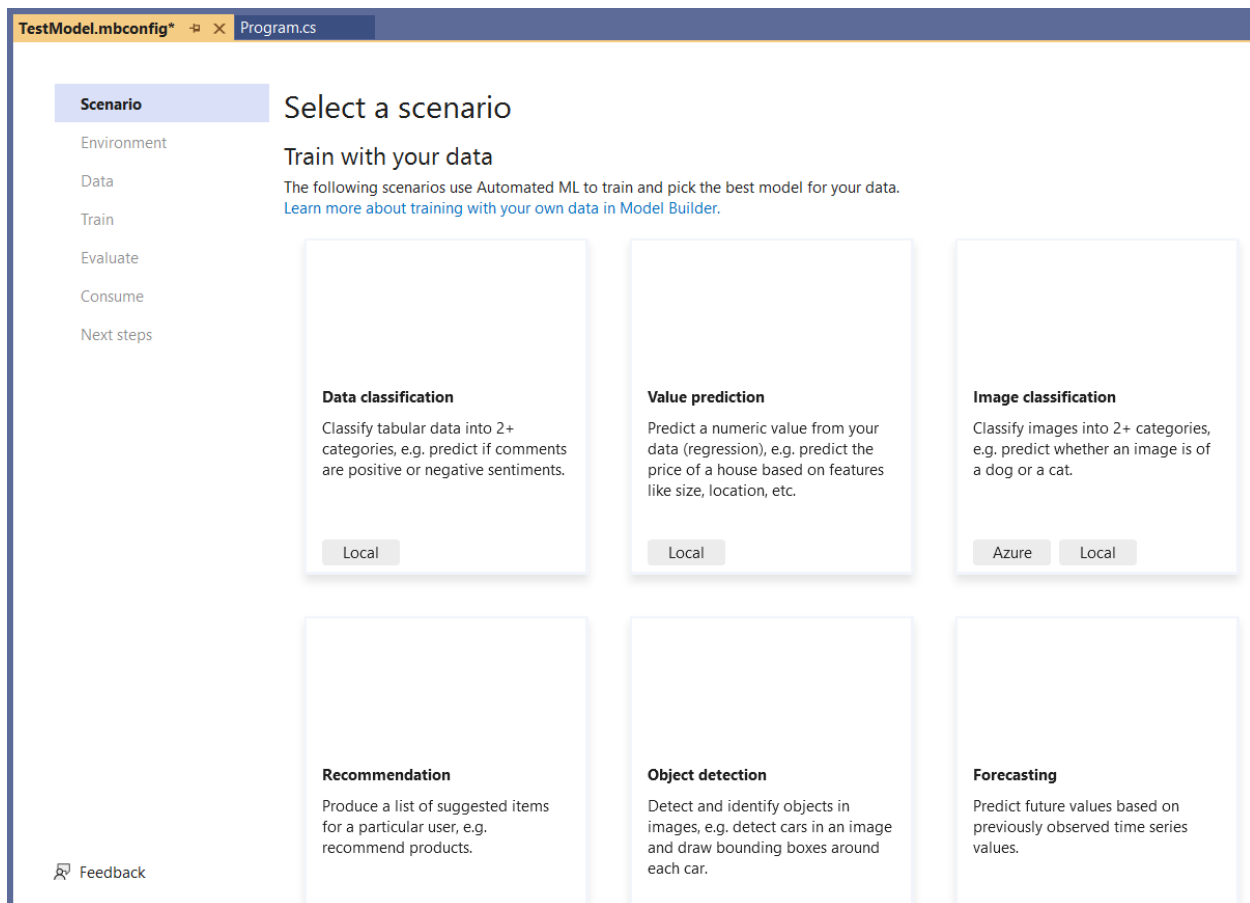 TestModel.mbconfig*
Program.cs
Scenario
Environment
Data
Train
Evaluate
Consume
Next steps
Feedback
Select a scenario
Train with your data
The following scenarios use Automated ML to train and pick the best model for your data.
Learn more about training with your own data in Model Builder.
Data classification
Classify tabular data into 2+
categories, e.g. predict if comments
are positive or negative sentiments.
Local
Value prediction
Predict a numeric value from your
data (regression), e.g. predict the
price of a house based on features
like size, location, etc.
Local
Image classification
Classify images into 2+ categories,
e.g. predict whether an image is of
a dog or a cat.
Azure
Local
Recommendation
Produce a list of suggested items
for a particular user, e.g.
recommend products.
Object detection
Detect and identify objects in
images, e.g. detect cars in an image
and draw bounding boxes around
each car.
Forecasting
Predict future values based on
previously observed time series
values.